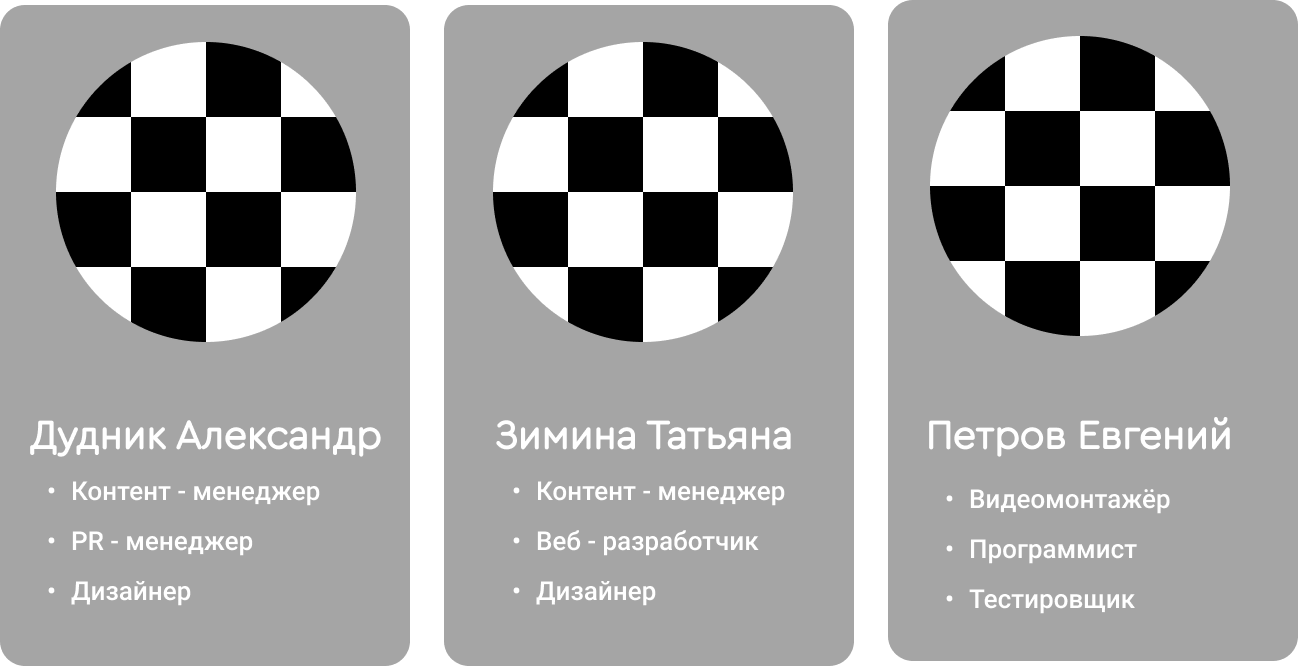 Дудник Александр
• Контент - менеджер
• PR - менеджер
• Дизайнер
Зимина Татьяна
• Контент - менеджер
• Веб - разработчик
• Дизайнер
Петров Евгений
• Видеомонтажёр
• Программист
• Тестировщик